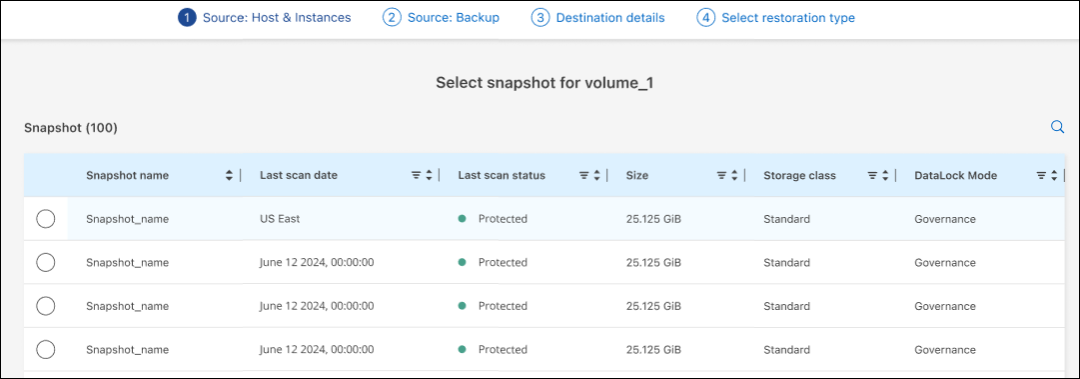 1 Source: Host & Instances 2 Source: Backup 3 Destination details 4 Select restoration type
Select snapshot for volume_1
Snapshot (100)
Snapshot name Last scan date Last scan status Size Storage class DataLock Mode
Snapshot_name US East Protected 25.125 GiB Standard Governance
Snapshot_name June 12 2024, 00:00:00 Protected 25.125 GiB Standard Governance
Snapshot_name June 12 2024, 00:00:00 Protected 25.125 GiB Standard Governance
Snapshot_name June 12 2024, 00:00:00 Protected 25.125 GiB Standard Governance